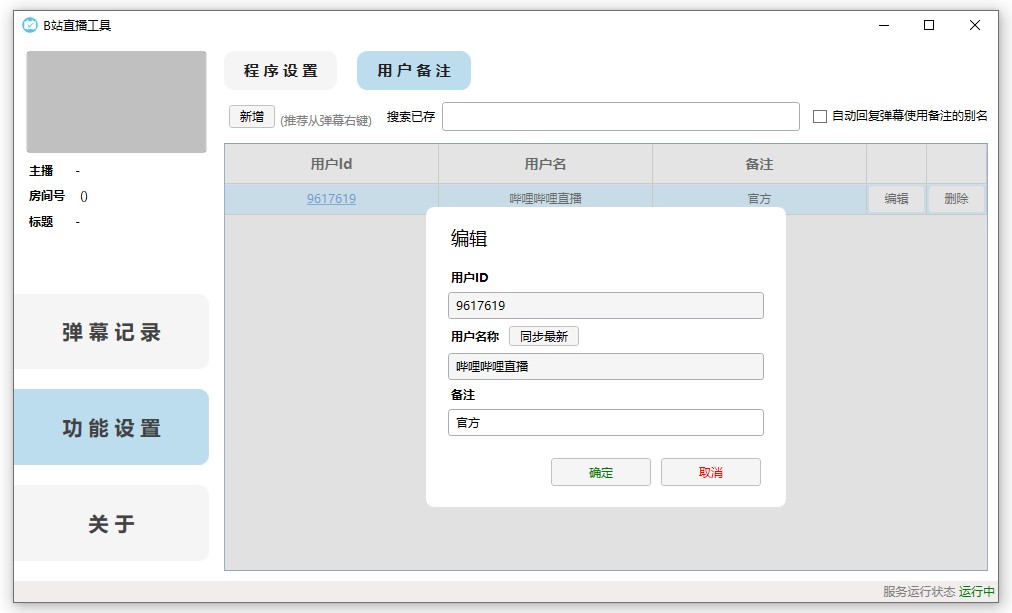 B站直播工具
程序设置 用户备注
新增 (推荐从弹幕右键) 搜索已存 自动回复弹幕使用备注的别名
主播 -
房间号 ()
标题 -
弹幕记录
功能设置
关于
用户Id 用户名 备注
9617619 哔哩哔哩直播 官方 编辑 删除
编辑
用户ID
9617619
用户名称 同步最新
哔哩哔哩直播
备注
官方
确定 取消
服务运行状态 运行中